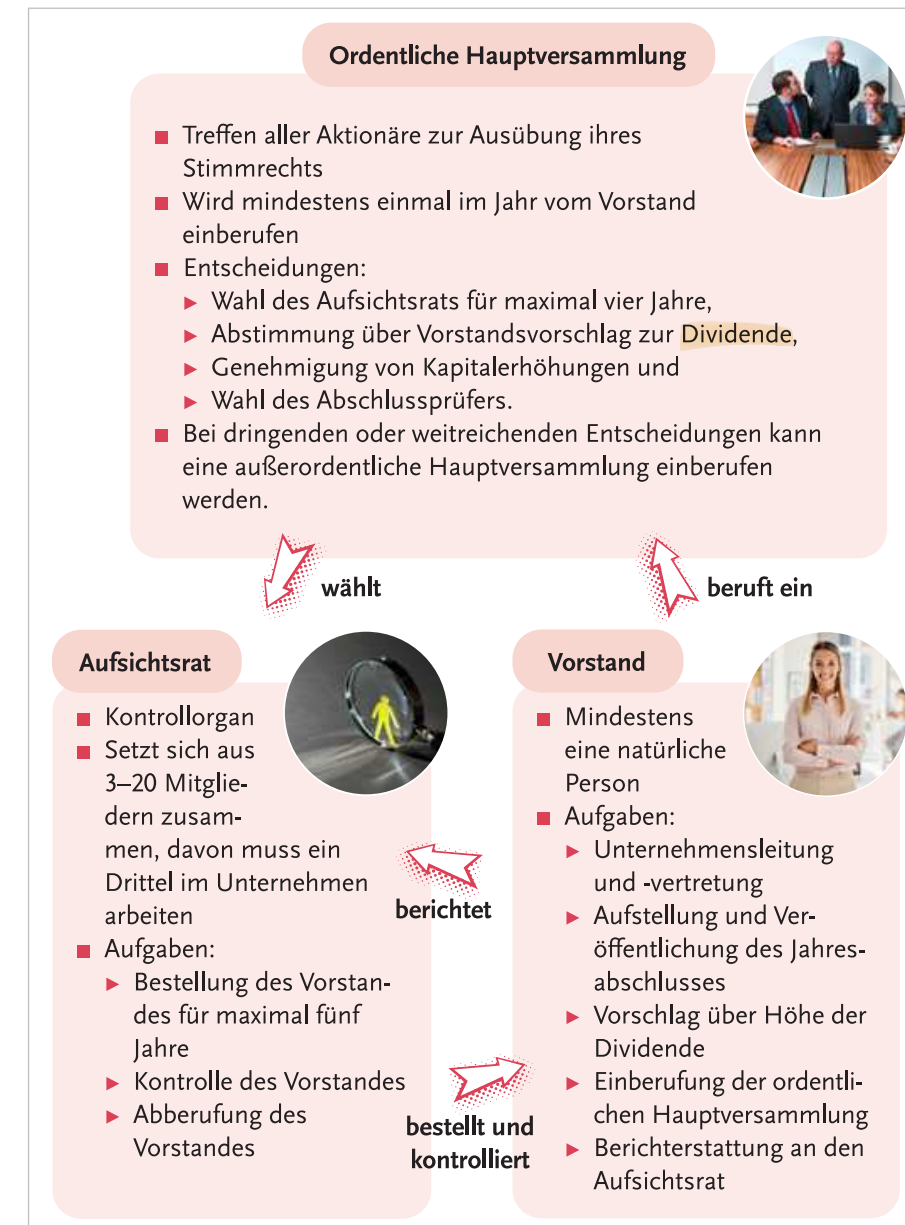 Ordentliche Hauptversammlung
■ Treffen aller Aktionäre zur Ausübung ihres
Stimmrechts
■ Wird mindestens einmal im Jahr vom Vorstand
einberufen
■ Entscheidungen:
► Wahl des Aufsichtsrats für maximal vier Jahre,
► Abstimmung über Vorstandsvorschlag zur Dividende,
► Genehmigung von Kapitalerhöhungen und
► Wahl des Abschlussprüfers.
■ Bei dringenden oder weitreichenden Entscheidungen kann
eine außerordentliche Hauptversammlung einberufen
werden.
wählt
beruft ein
Aufsichtsrat
■ Kontrollorgan
■ Setzt sich aus
3–20 Mitglie-
dern zusam-
men, davon muss ein
Drittel im Unternehmen
arbeiten
■ Aufgaben:
► Bestellung des Vorstan-
des für maximal fünf
Jahre
► Kontrolle des Vorstandes
► Abberufung des
Vorstandes
berichtet
bestellt und
kontrolliert
Vorstand
■ Mindestens
eine natürliche
Person
■ Aufgaben:
► Unternehmensleitung
und -vertretung
► Aufstellung und Ver-
öffentlichung des Jahres-
abschlusses
► Vorschlag über Höhe der
Dividende
► Einberufung der ordentli-
chen Hauptversammlung
► Berichterstattung an den
Aufsichtsrat